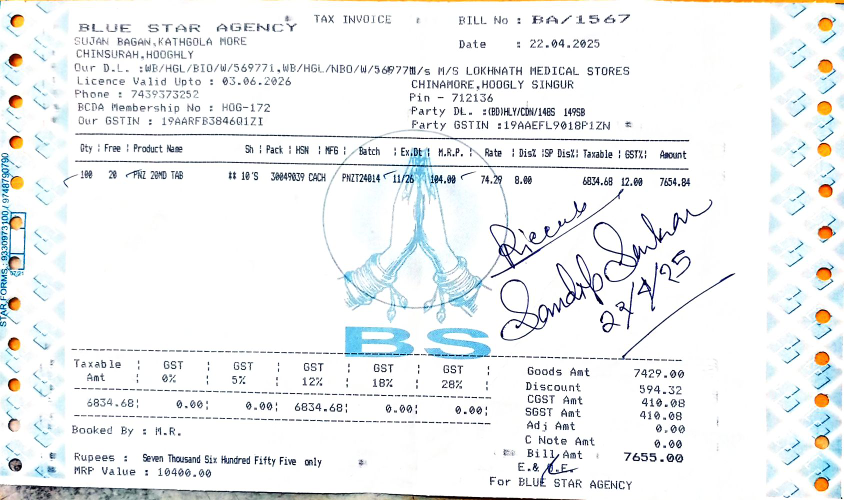 BLUE STAR AGENCY TAX INVOICE BILL No : BA/1567
SUJAN BAGAN,KATHGOLA MORE
CHINSURAH,HOOGHLY
Date : 22.04.2025
Our D.L. :WB/HGL/BIO/W/569771,WB/HGL/NBO/W/569771 M/s M/S LOKHNATH MEDICAL STORES
Licence Valid Upto : 03.06.2026 CHINAMORE,HOOGLY SINGUR
Phone : 7439373252 Pin - 712136
BCDA Membership No : HOG-172 Party DL. :(BD)HLY/CDN/148S 149SB
Our GSTIN : 19AARFB3846Q1ZI Party GSTIN :19AAEFL9018P1ZN
Qty | Free | Product Name Sh | Pack | HSN | MFG | Batch | Ex.Dt | M.R.P. | Rate | Dis% |SP Dis%| Taxable | GST%| Amount
100 20 PNZ 20MD TAB ## 10'S 30049039 CACH PNZT24014 11/26 104.00 74.29 8.00 6834.68 12.00 7654.84
Sandip Sarkar
23/4/25
BS
STAR FORMS : 9330973100 / 9748790790
Taxable | GST | GST | GST | GST | GST |
Amt | 0% | 5% | 12% | 18% | 28% |
6834.68| 0.00| 0.00| 6834.68| 0.00| 0.00|
Goods Amt 7429.00
Discount 594.32
CGST Amt 410.08
SGST Amt 410.08
Adj Amt 0.00
C Note Amt 0.00
Bill Amt 7655.00
Booked By : M.R.
Rupees : Seven Thousand Six Hundred Fifty Five only
MRP Value : 10400.00
E.& O.E.
For BLUE STAR AGENCY